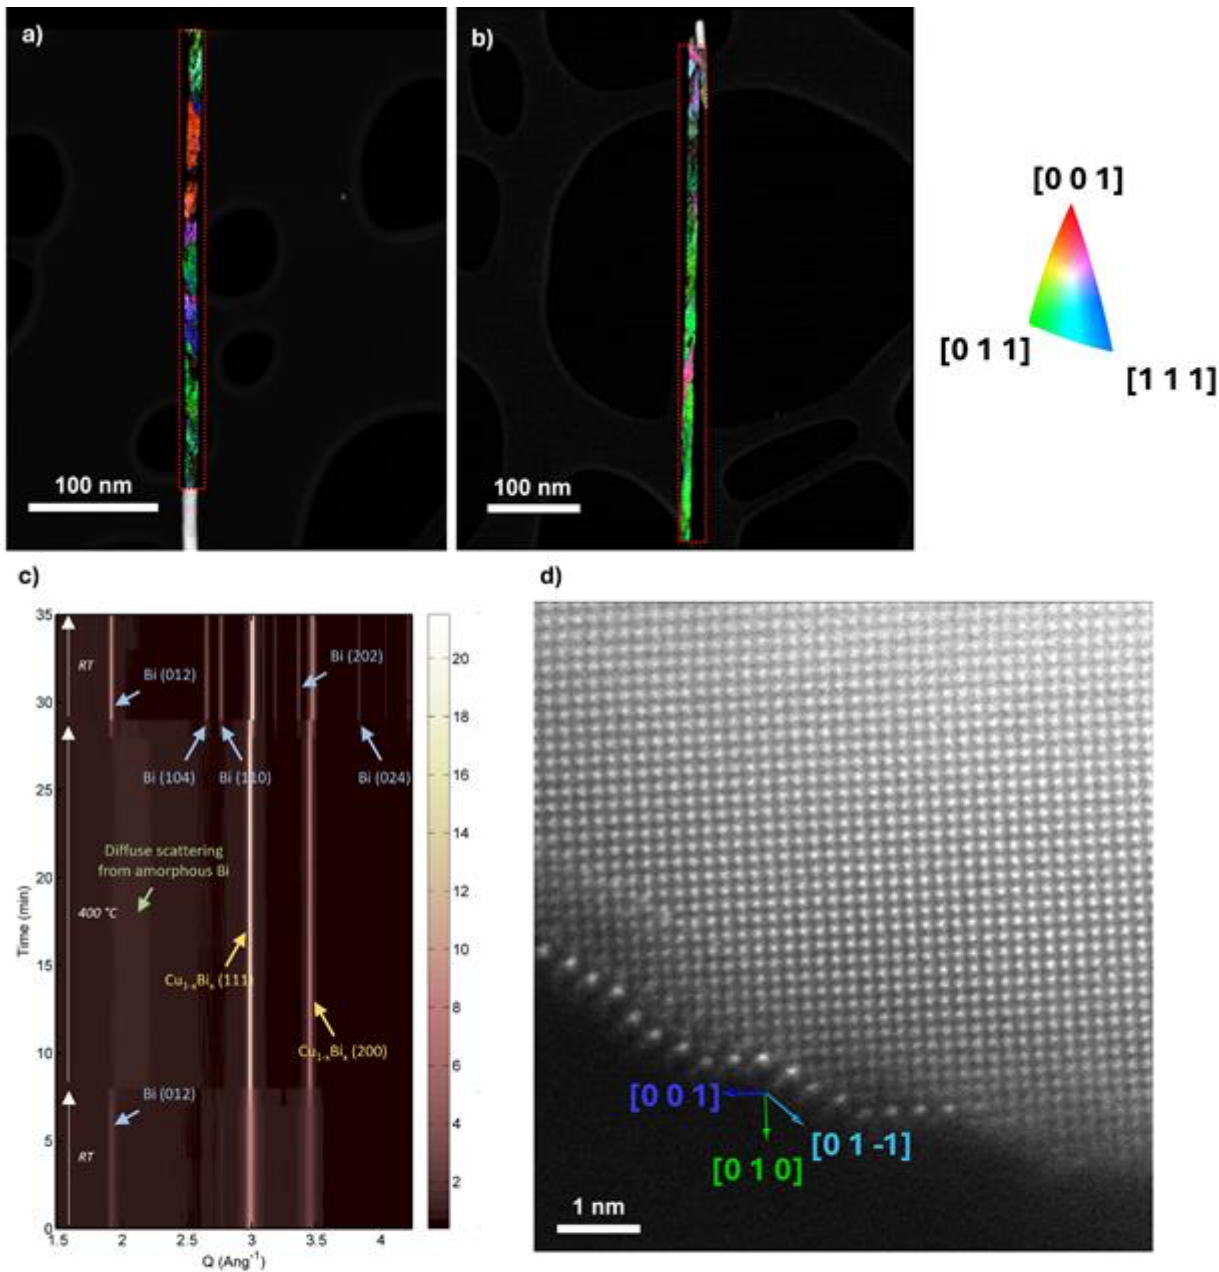 a)
b)
[0 0 1]
[0 1 1]
[1 1 1]
100 nm
100 nm
c)
d)
35
30
25
20
15
10
5
0
Time (min)
1.5
2
2.5
3
3.5
4
Q (Ang⁻¹)
RT
400 °C
RT
Bi (012)
Bi (202)
Bi (104)
Bi (110)
Bi (024)
Diffuse scattering
from amorphous Bi
Cu₁₋ₓBiₓ (111)
Cu₁₋ₓBiₓ (200)
Bi (012)
20
18
16
14
12
10
8
6
4
2
[0 0 1]
[0 1 -1]
[0 1 0]
1 nm